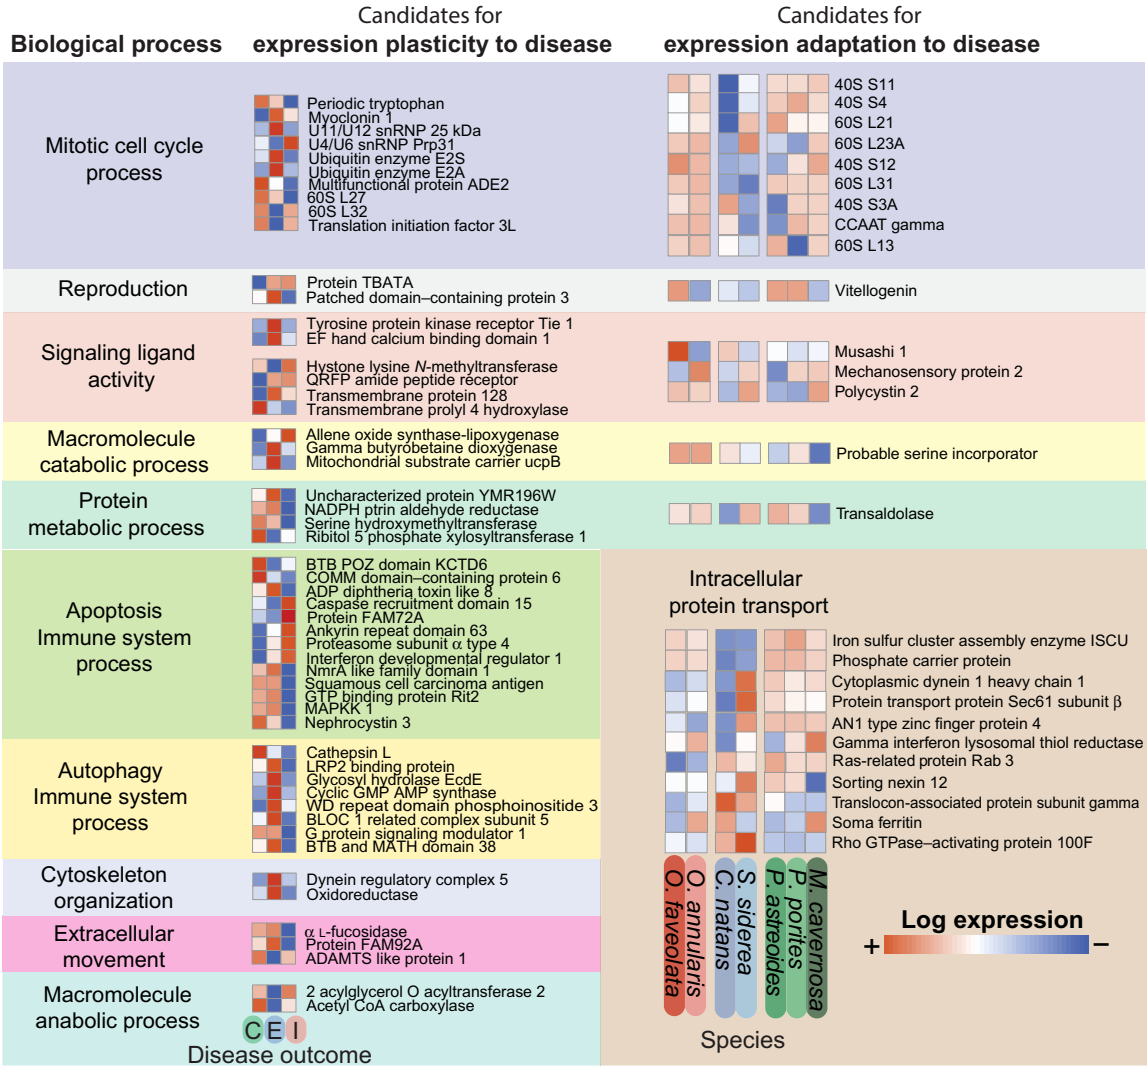 Candidates for
expression plasticity to disease
Candidates for
expression adaptation to disease
Biological process
Mitotic cell cycle
process
Periodic tryptophan
Myoclonin 1
U11/U12 snRNP 25 kDa
U4/U6 snRNP Prp31
Ubiquitin enzyme E2S
Ubiquitin enzyme E2A
Multifunctional protein ADE2
60S L27
60S L32
Translation initiation factor 3L
40S S11
40S S4
60S L21
60S L23A
40S S12
60S L31
40S S3A
CCAAT gamma
60S L13
Reproduction
Protein TBATA
Patched domain–containing protein 3
Vitellogenin
Signaling ligand
activity
Tyrosine protein kinase receptor Tie 1
EF hand calcium binding domain 1
Hystone lysine N-methyltransferase
QRFP amide peptide receptor
Transmembrane protein 128
Transmembrane prolyl 4 hydroxylase
Musashi 1
Mechanosensory protein 2
Polycystin 2
Macromolecule
catabolic process
Allene oxide synthase-lipoxygenase
Gamma butyrobetaine dioxygenase
Mitochondrial substrate carrier ucpB
Probable serine incorporator
Protein
metabolic process
Uncharacterized protein YMR196W
NADPH ptrin aldehyde reductase
Serine hydroxymethyltransferase
Ribitol 5 phosphate xylosyltransferase 1
Transaldolase
Apoptosis
Immune system
process
BTB POZ domain KCTD6
COMM domain–containing protein 6
ADP diphtheria toxin like 8
Caspase recruitment domain 15
Protein FAM72A
Ankyrin repeat domain 63
Proteasome subunit α type 4
Interferon developmental regulator 1
NmrA like family domain 1
Squamous cell carcinoma antigen
GTP binding protein Rit2
MAPKK 1
Nephrocystin 3
Intracellular
protein transport
Iron sulfur cluster assembly enzyme ISCU
Phosphate carrier protein
Cytoplasmic dynein 1 heavy chain 1
Protein transport protein Sec61 subunit β
AN1 type zinc finger protein 4
Gamma interferon lysosomal thiol reductase
Ras-related protein Rab 3
Sorting nexin 12
Translocon-associated protein subunit gamma
Soma ferritin
Rho GTPase–activating protein 100F
Autophagy
Immune system
process
Cathepsin L
LRP2 binding protein
Glycosyl hydrolase EcdE
Cyclic GMP AMP synthase
WD repeat domain phosphoinositide 3
BLOC 1 related complex subunit 5
G protein signaling modulator 1
BTB and MATH domain 38
Cytoskeleton
organization
Dynein regulatory complex 5
Oxidoreductase
Extracellular
movement
α L-fucosidase
Protein FAM92A
ADAMTS like protein 1
Macromolecule
anabolic process
2 acylglycerol O acyltransferase 2
Acetyl CoA carboxylase
C E I
Disease outcome
O. faveolata
O. annularis
C. natans
S. siderea
P. astreoides
P. porites
M. cavernosa
Species
Log expression
+ −